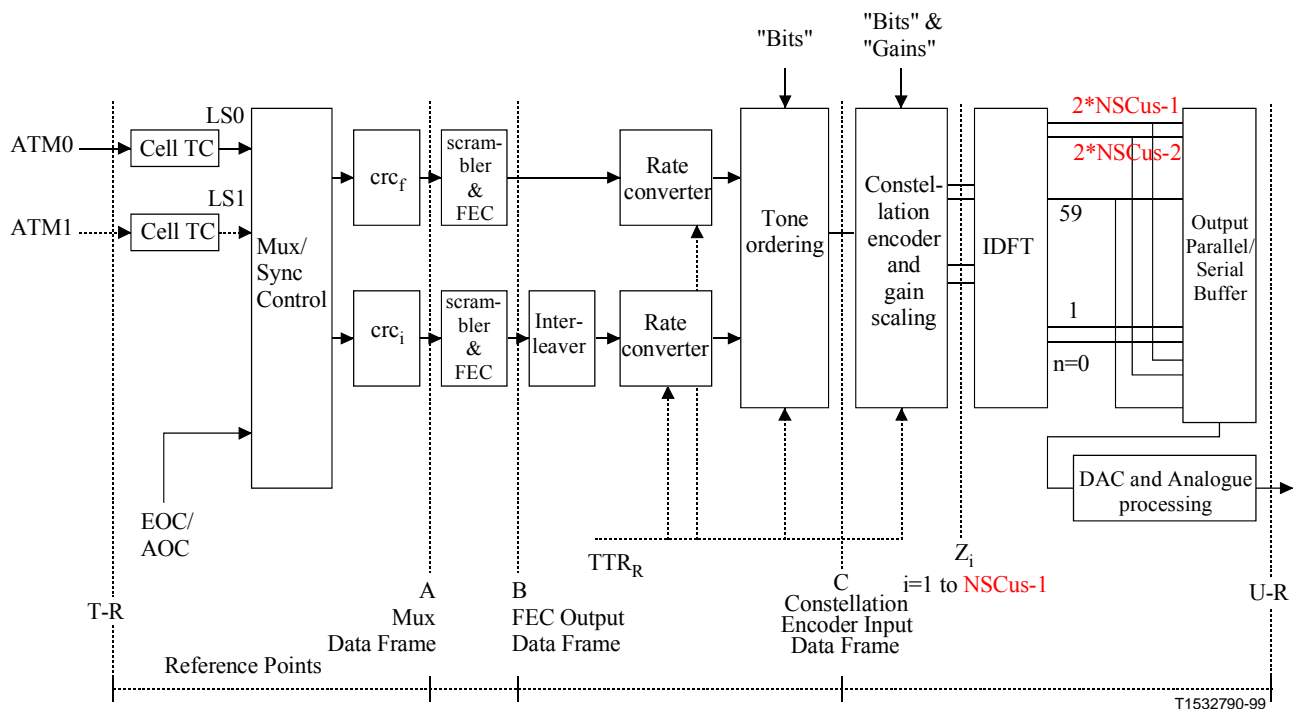 "Bits"
"Bits" &
"Gains"
LS0
ATM0
Cell TC
LS1
ATM1
Cell TC
Mux/
Sync
Control
crcf
scram-
bler
&
FEC
Rate
converter
crci
scram-
bler
&
FEC
Inter-
leaver
Rate
converter
Tone
ordering
Constel-
lation
encoder
and
gain
scaling
IDFT
2*NSCus-1
2*NSCus-2
59
1
n=0
Output
Parallel/
Serial
Buffer
DAC and Analogue
processing
EOC/
AOC
TTRR
Zi
i=1 to NSCus-1
T-R
A
Mux
Data Frame
B
FEC Output
Data Frame
C
Constellation
Encoder Input
Data Frame
U-R
Reference Points
T1532790-99